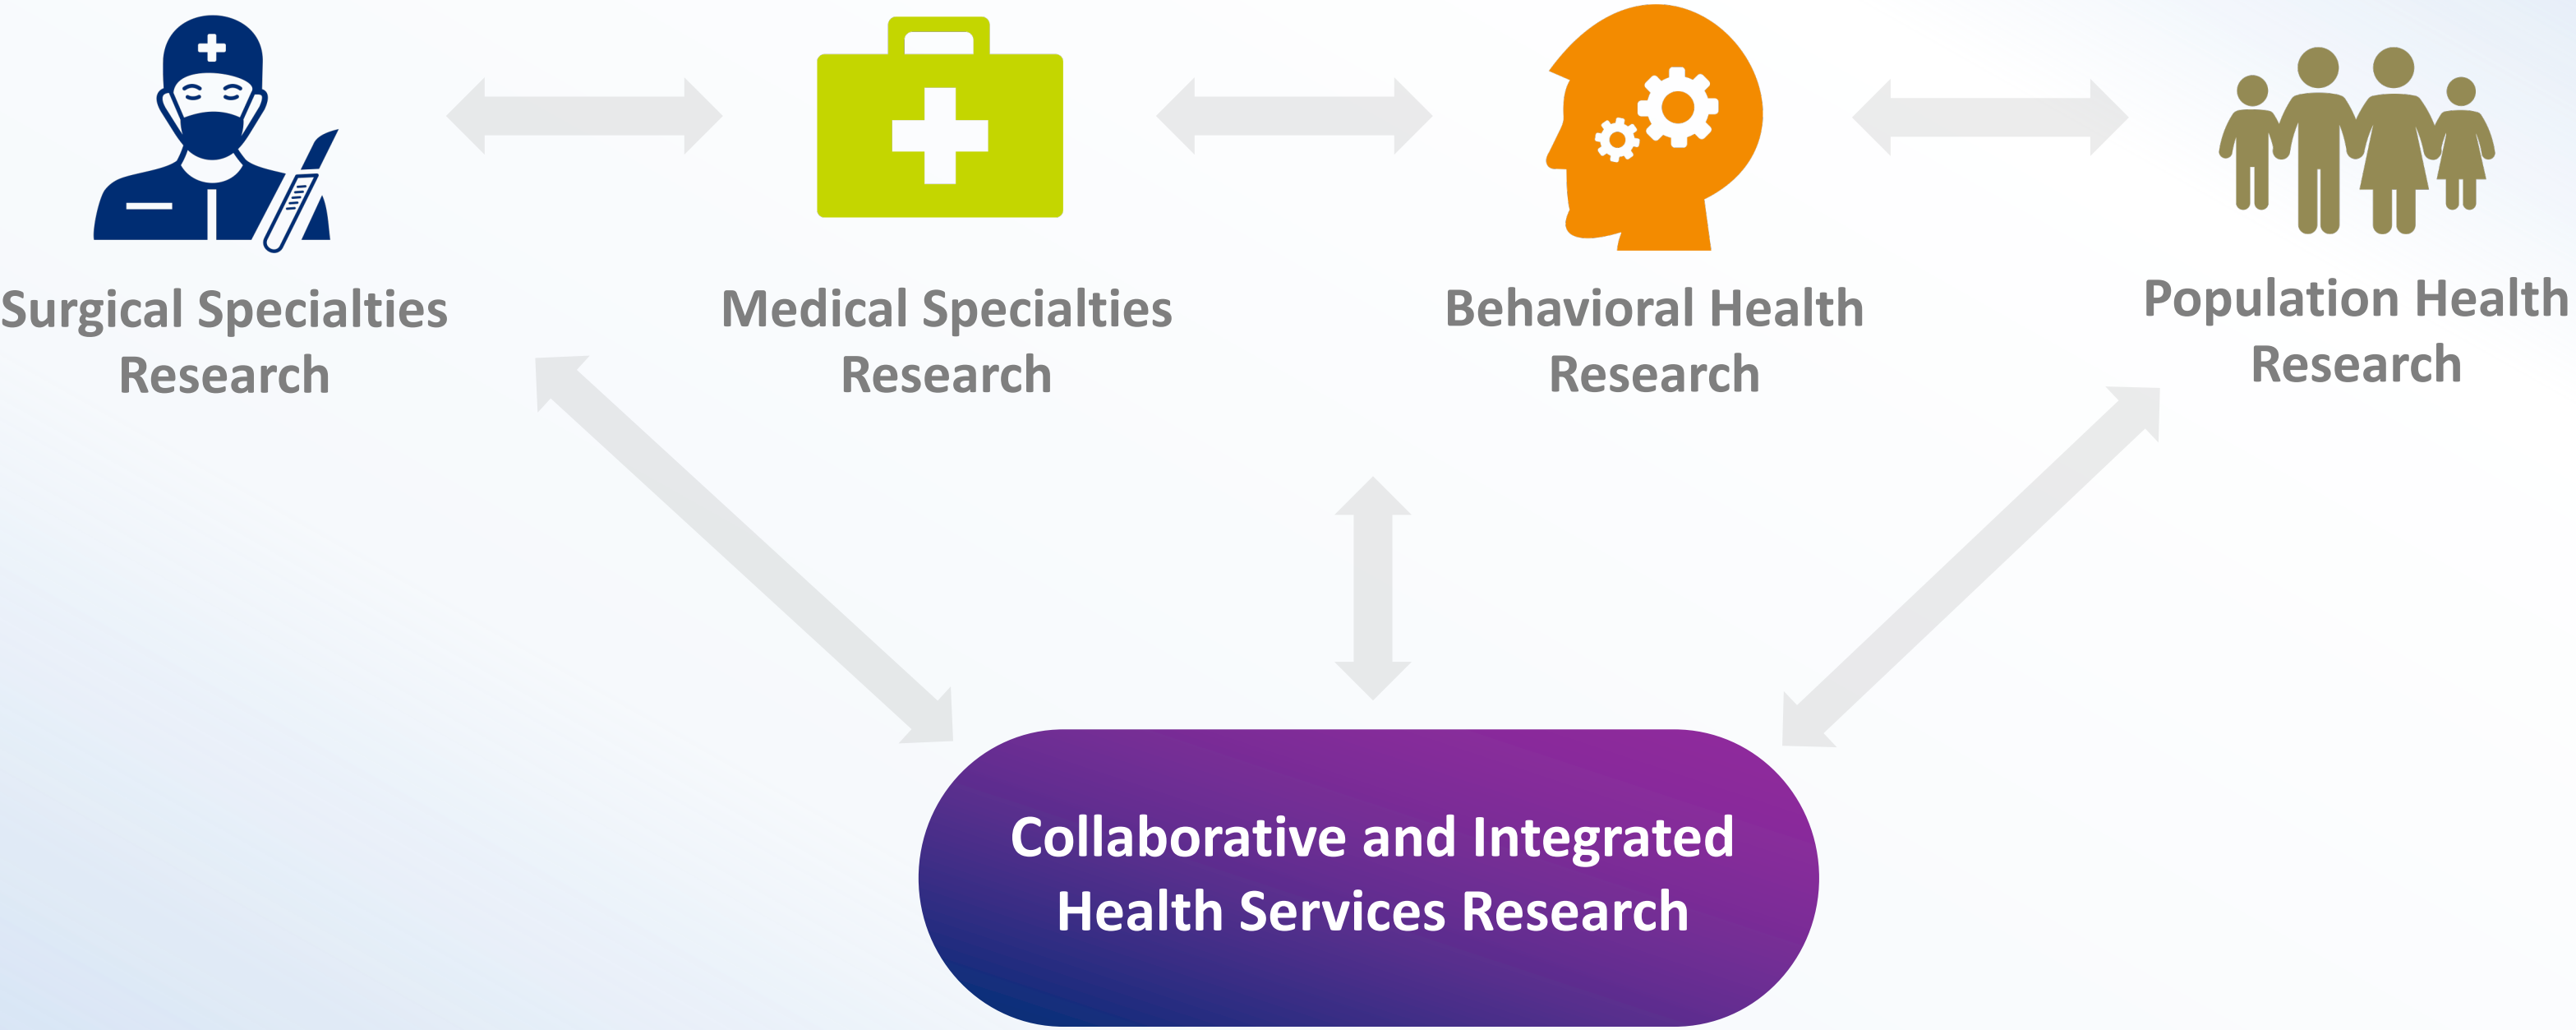 Surgical Specialties
Research
Medical Specialties
Research
Behavioral Health
Research
Population Health
Research
Collaborative and Integrated
Health Services Research